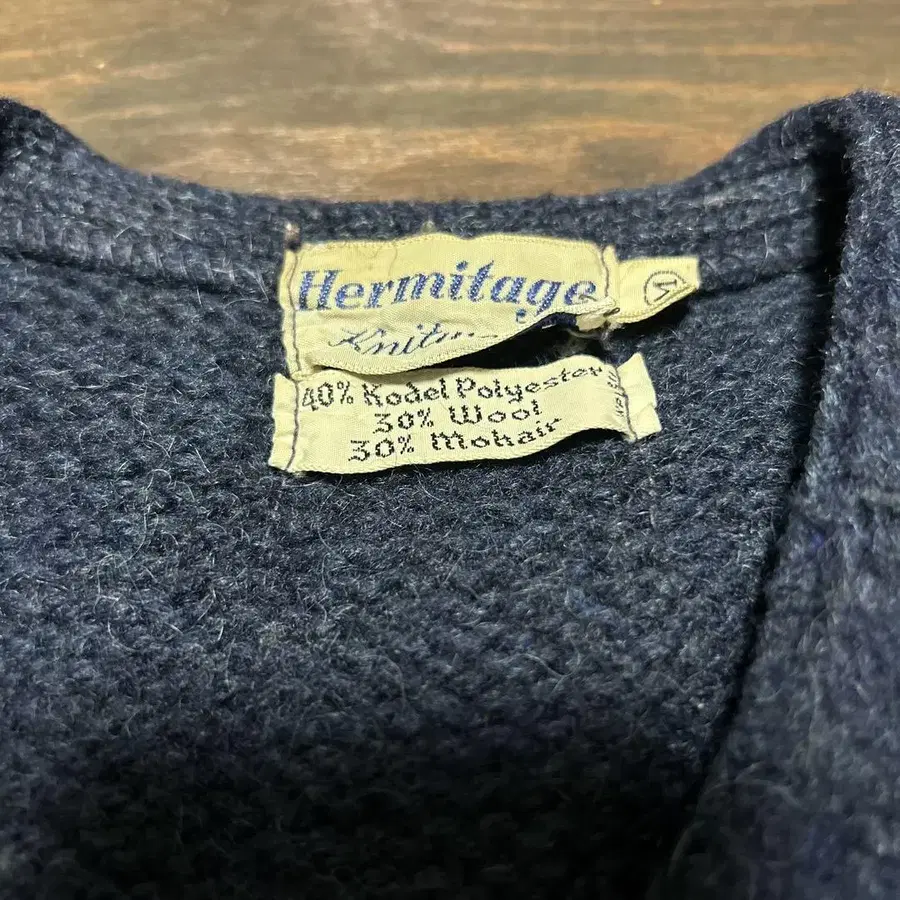 Hermitage
M
40% Kodel Polyester
30% Wool
30% Mohair